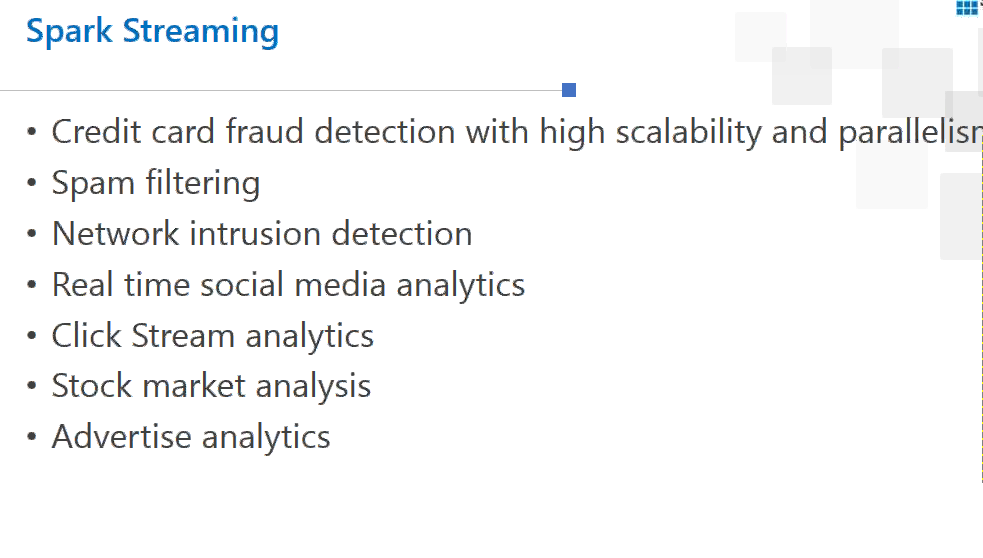 Spark Streaming
• Credit card fraud detection with high scalability and parallelism
• Spam filtering
• Network intrusion detection
• Real time social media analytics
• Click Stream analytics
• Stock market analysis
• Advertise analytics